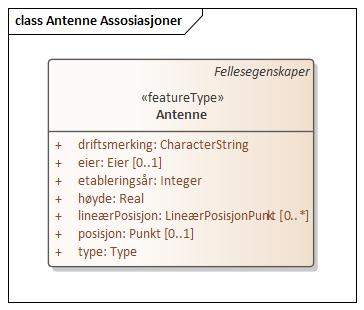 class Antenne Assosiasjoner
Fellesegenskaper
«featureType»
Antenne
+ driftsmerking: CharacterString
+ eier: Eier [0..1]
+ etableringsår: Integer
+ høyde: Real
+ lineærPosisjon: LineærPosisjonPunkt [0..*]
+ posisjon: Punkt [0..1]
+ type: Type